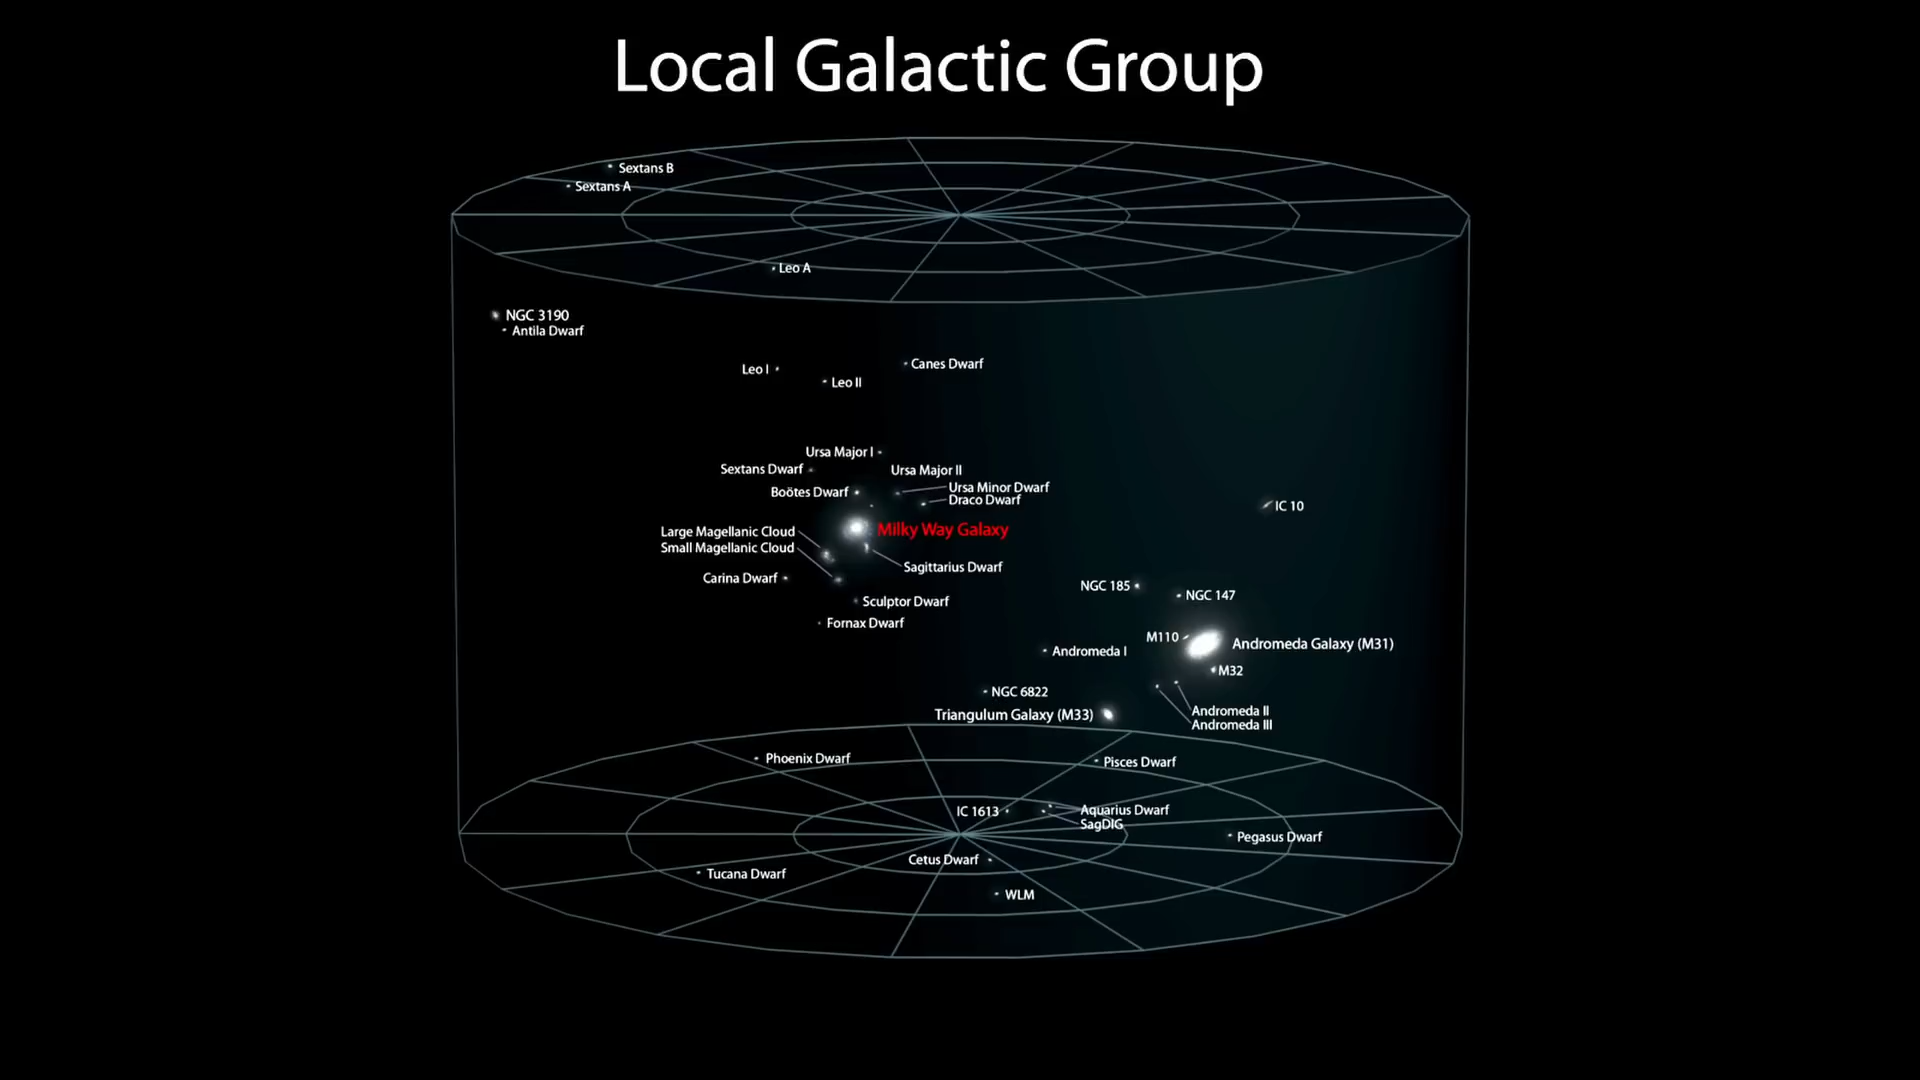 Local Galactic Group
Sextans B
Sextans A
Leo A
NGC 3190
Antila Dwarf
Canes Dwarf
Leo I
Leo II
Ursa Major I
Sextans Dwarf
Ursa Major II
Ursa Minor Dwarf
Boötes Dwarf
Draco Dwarf
IC 10
Milky Way Galaxy
Large Magellanic Cloud
Small Magellanic Cloud
Sagittarius Dwarf
Carina Dwarf
NGC 185
NGC 147
Sculptor Dwarf
Fornax Dwarf
M110
Andromeda Galaxy (M31)
Andromeda I
M32
NGC 6822
Andromeda II
Triangulum Galaxy (M33)
Andromeda III
Phoenix Dwarf
Pisces Dwarf
IC 1613
Aquarius Dwarf
SagDIG
Pegasus Dwarf
Cetus Dwarf
Tucana Dwarf
WLM